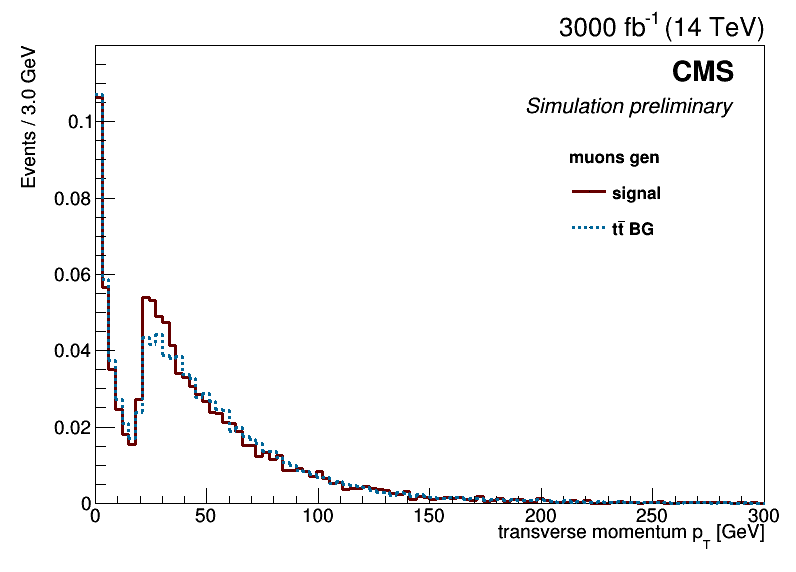 3000 fb⁻¹ (14 TeV)
CMS
Simulation preliminary
muons gen
signal
tt̄ BG
Events / 3.0 GeV
0.1
0.08
0.06
0.04
0.02
0
0 50 100 150 200 250 300
transverse momentum p_T [GeV]